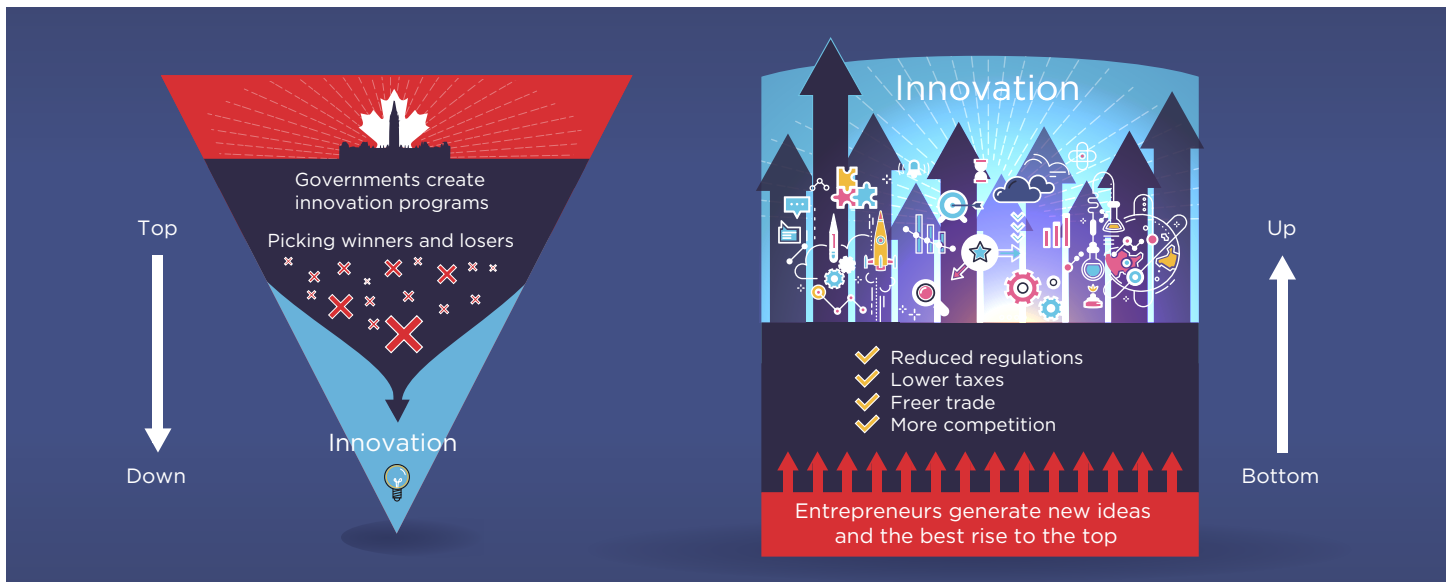 Top
Down
Governments create
innovation programs
Picking winners and losers
Innovation
Innovation
Reduced regulations
Lower taxes
Freer trade
More competition
Entrepreneurs generate new ideas
and the best rise to the top
Up
Bottom